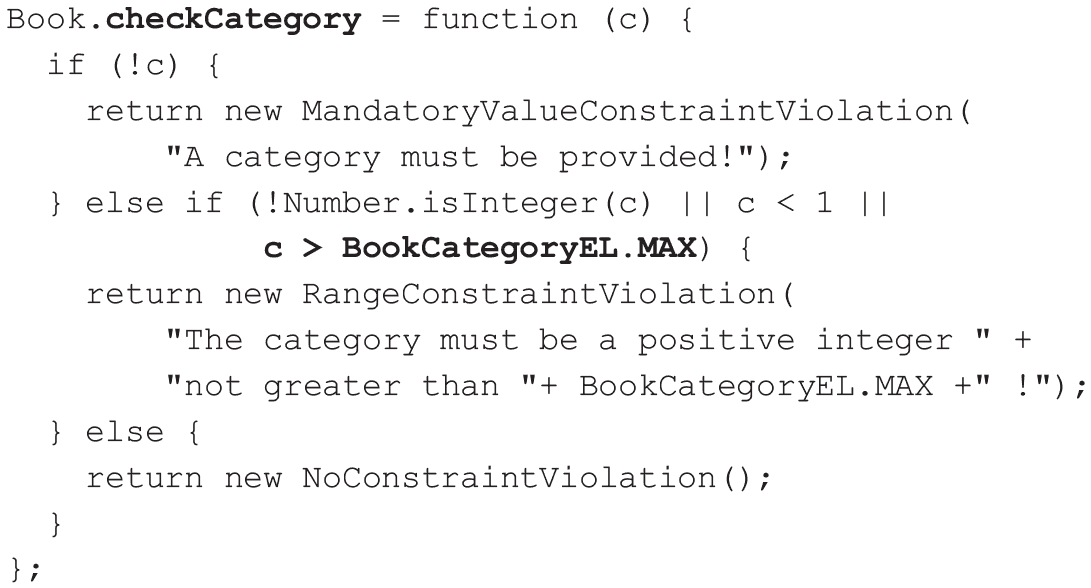 Book.checkCategory = function (c) {
  if (!c) {
    return new MandatoryValueConstraintViolation(
        "A category must be provided!");
  } else if (!Number.isInteger(c) || c < 1 ||
             c > BookCategoryEL.MAX) {
    return new RangeConstraintViolation(
        "The category must be a positive integer " +
        "not greater than "+ BookCategoryEL.MAX +" !");
  } else {
    return new NoConstraintViolation();
  }
};